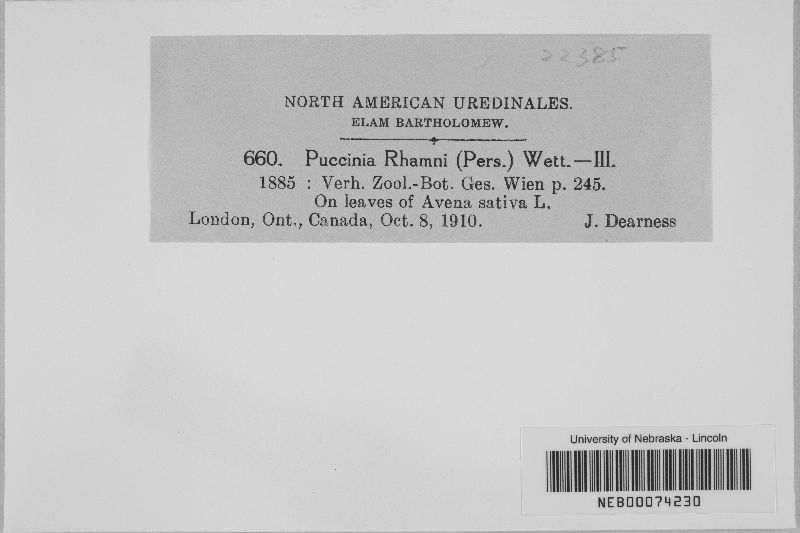 22385
NORTH AMERICAN UREDINALES.
ELAM BARTHOLOMEW.
660. Puccinia Rhamni (Pers.) Wett.—III.
1885 : Verh. Zool.-Bot. Ges. Wien p. 245.
On leaves of Avena sativa L.
London, Ont., Canada, Oct. 8, 1910. J. Dearness
University of Nebraska - Lincoln
NEB00074230